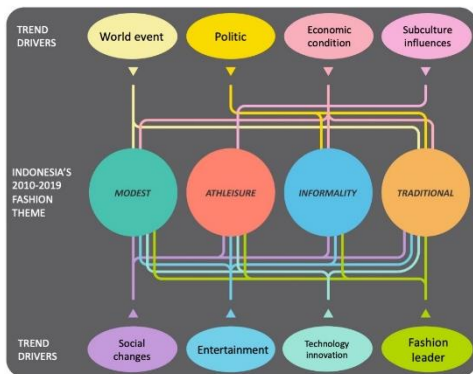 TREND
DRIVERS
World event
Politic
Economic
condition
Subculture
influences
INDONESIA'S
2010-2019
FASHION
THEME
MODEST
ATHLEISURE
INFORMALITY
TRADITIONAL
TREND
DRIVERS
Social
changes
Entertainment
Technology
innovation
Fashion
leader